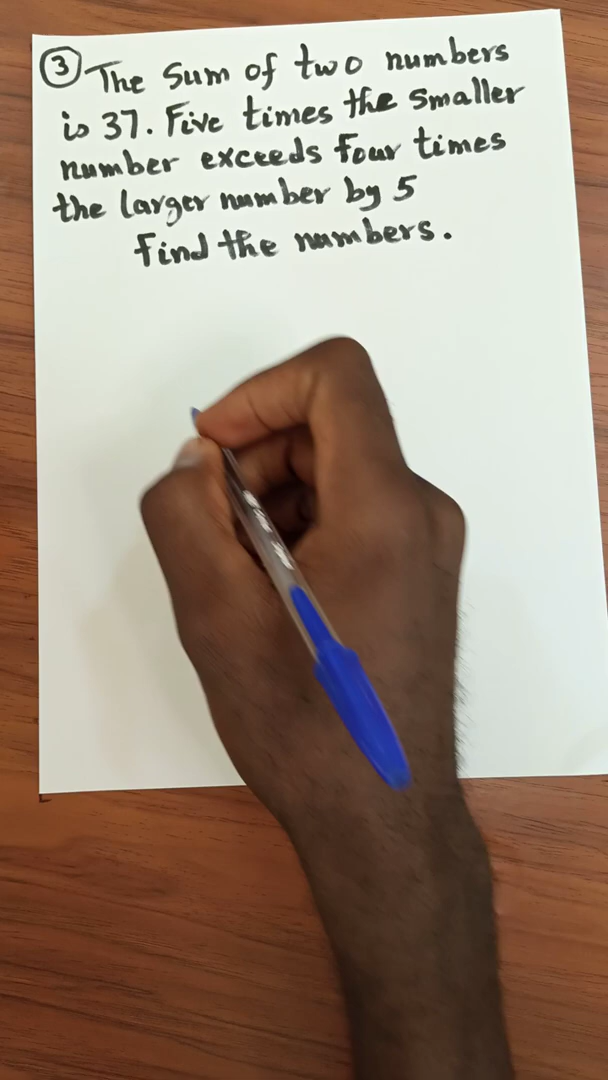 3 The Sum of two numbers
is 37. Five times the smaller
number exceeds four times
the larger number by 5
Find the numbers.